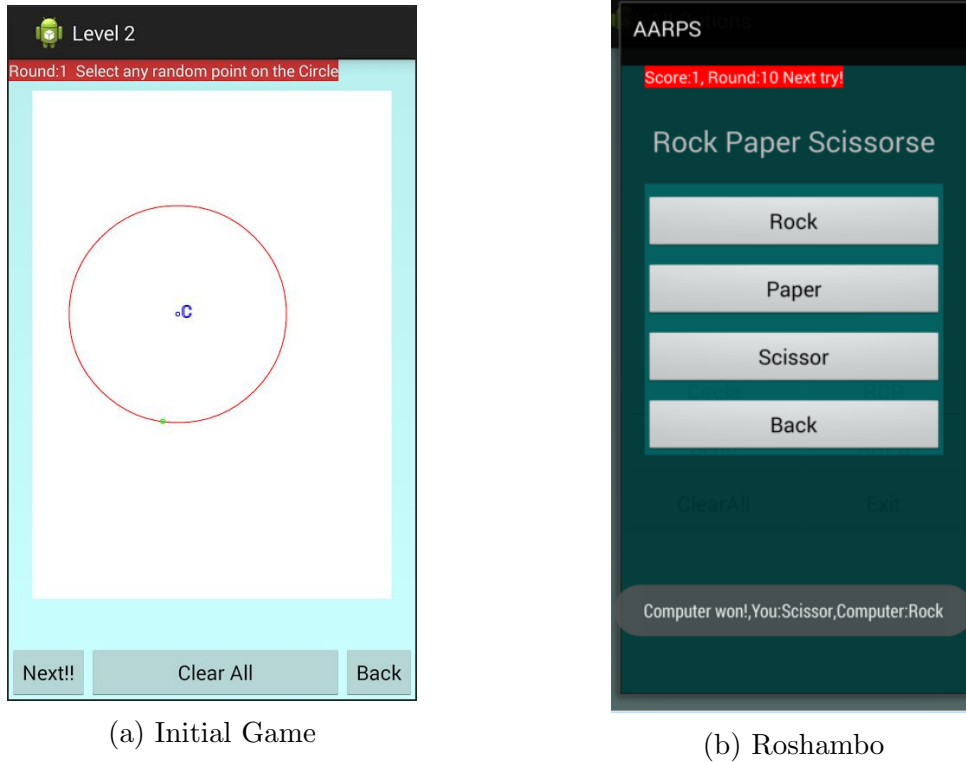 Level 2
Round:1 Select any random point on the Circle
C
Next!!
Clear All
Back
(a) Initial Game
AARPS
Score:1, Round:10 Next try!
Rock Paper Scissorse
Rock
Paper
Scissor
Back
ClearAll
Exit
Computer won!,You:Scissor,Computer:Rock
(b) Roshambo